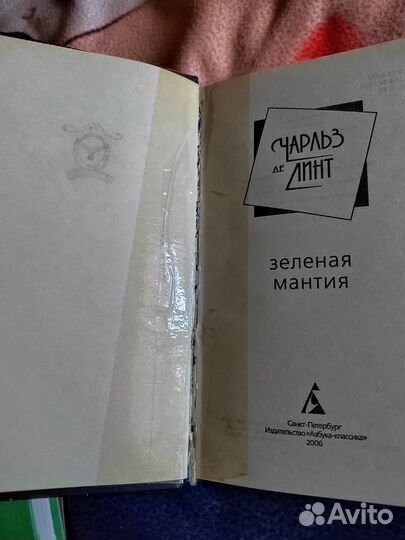 ЧАРЛЬЗ
ДЕ
ЛИНТ
зеленая
мантия
Санкт-Петербург
Издательство «Азбука-классика»
2006
Avito